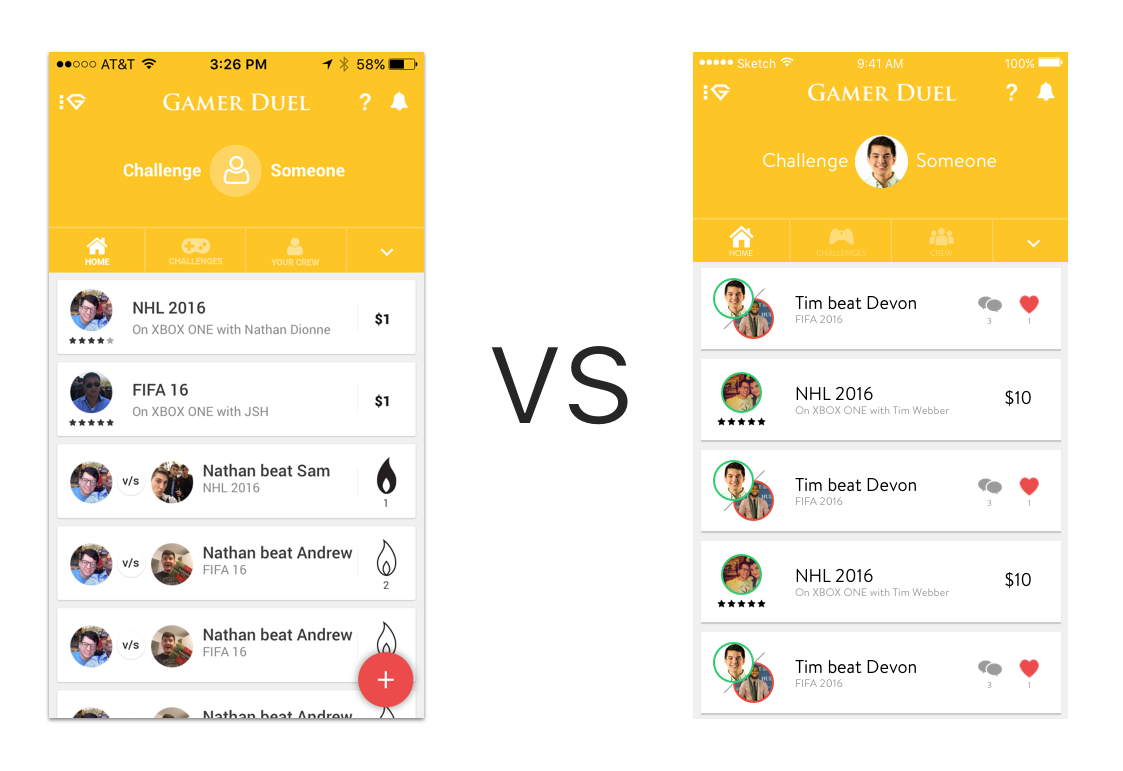 AT&T 3:26 PM 58%
GAMER DUEL ?
Challenge Someone
HOME CHALLENGES YOUR CREW
NHL 2016
On XBOX ONE with Nathan Dionne
$1
FIFA 16
On XBOX ONE with JSH
$1
v/s
Nathan beat Sam
NHL 2016
1
v/s
Nathan beat Andrew
FIFA 16
2
v/s
Nathan beat Andrew
FIFA 16
+
Nathan beat Andrew
VS
Sketch 9:41 AM 100%
GAMER DUEL ?
Challenge Someone
HOME CHALLENGES CREW
Tim beat Devon
FIFA 2016
3 1
NHL 2016
On XBOX ONE with Tim Webber
$10
Tim beat Devon
FIFA 2016
3 1
NHL 2016
On XBOX ONE with Tim Webber
$10
Tim beat Devon
FIFA 2016
3 1